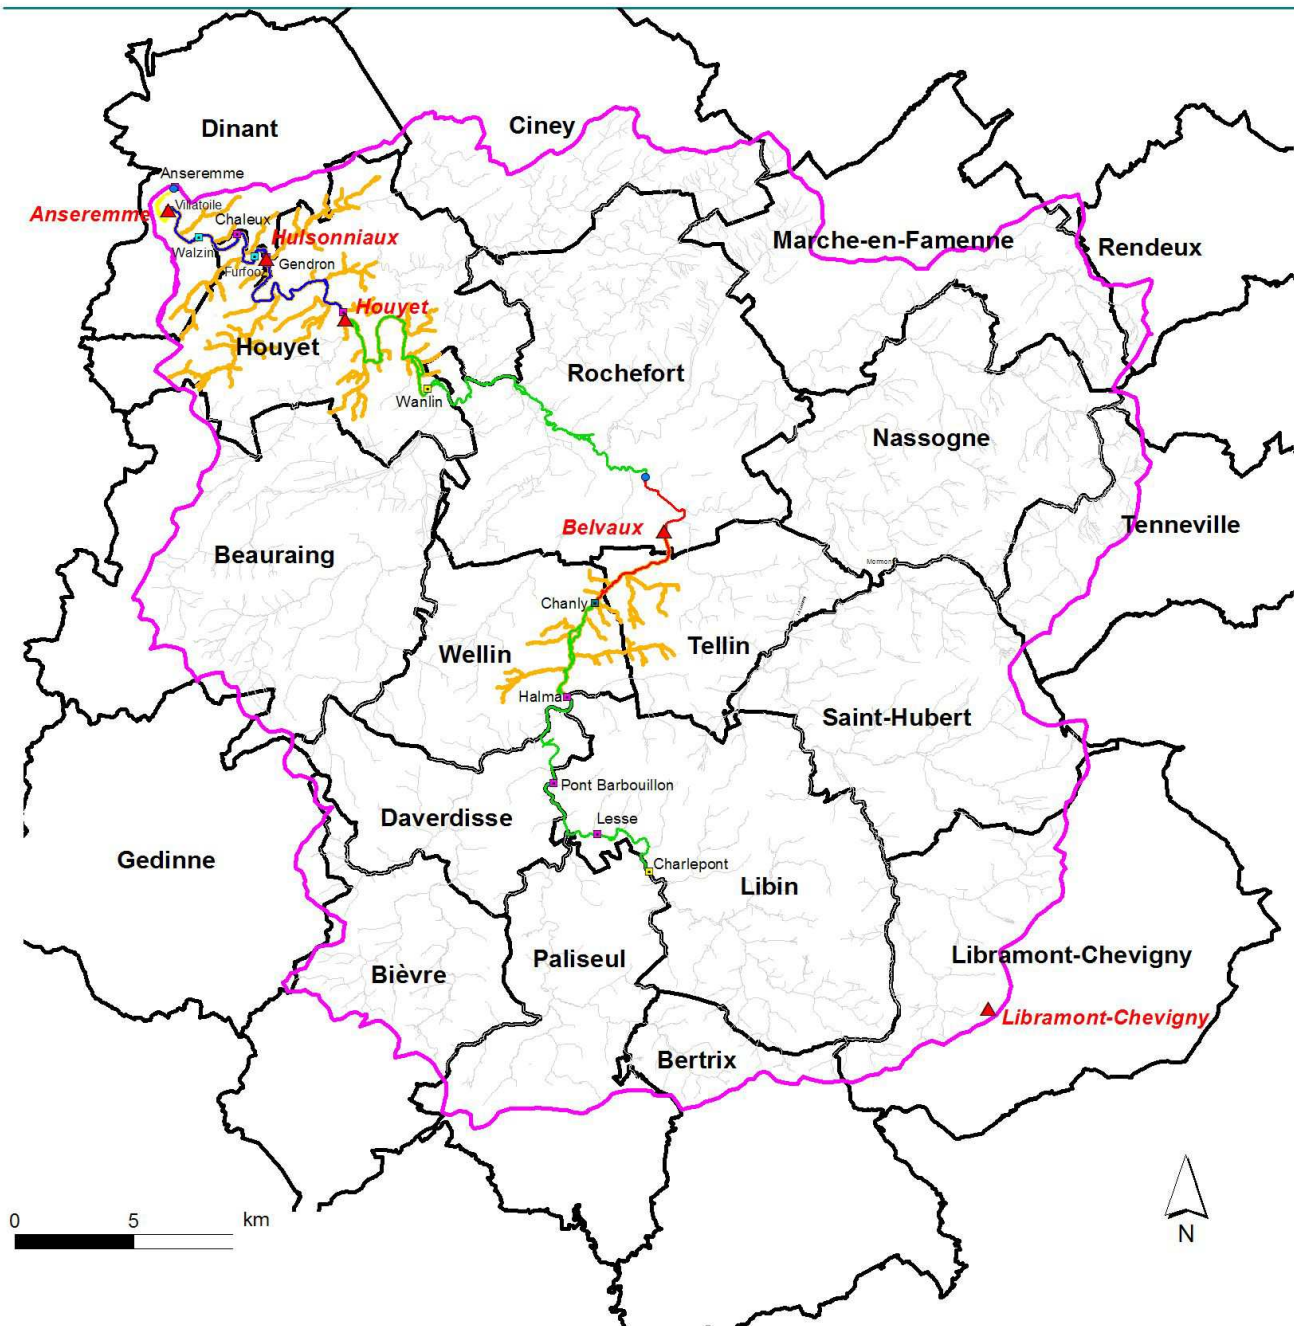 Dinant
Ciney
Anseremme
Villatoile
Anseremme
Chaleux
Hulsonniaux
Walzin
Furfooz
Gendron
Marche-en-Famenne
Rendeux
Houyet
Houyet
Rochefort
Wanlin
Nassogne
Belvaux
Tenneville
Beauraing
Chanly
Wellin
Tellin
Halma
Saint-Hubert
Pont Barbouillon
Daverdisse
Lesse
Gedinne
Charlepont
Libin
Paliseul
Libramont-Chevigny
Bièvre
Libramont-Chevigny
Bertrix
0 5 km
N